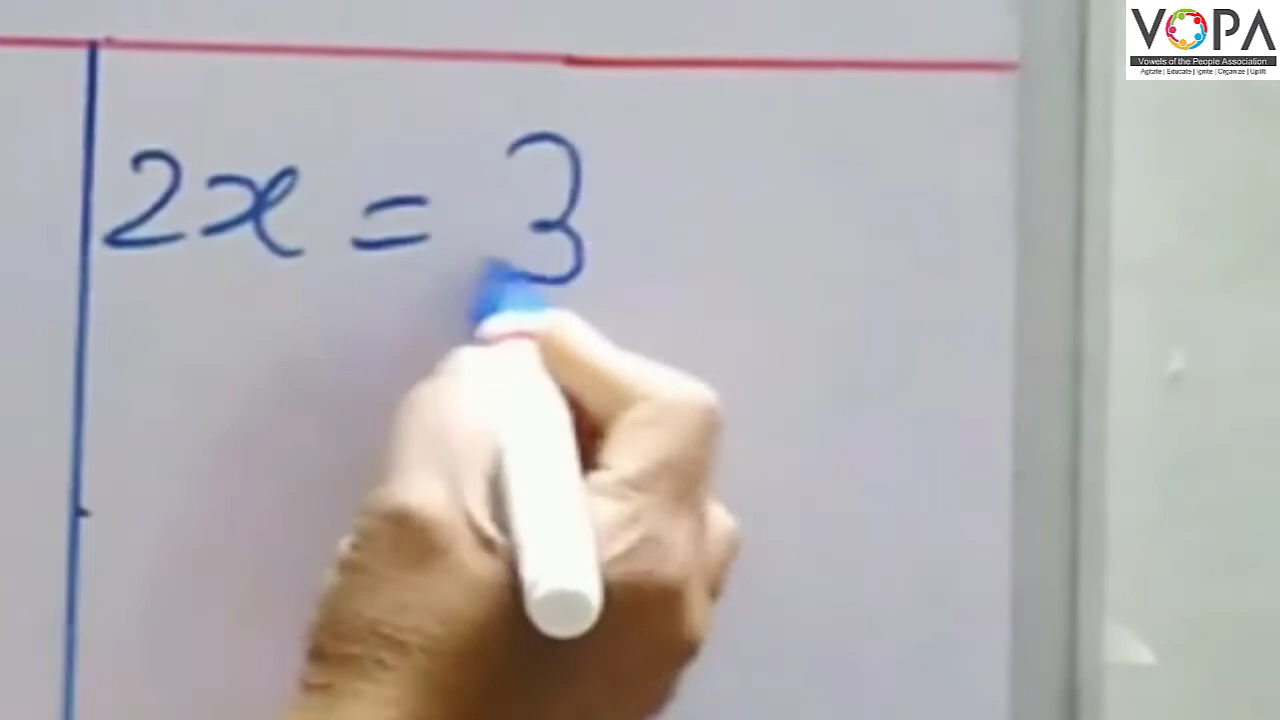 VOPA
Vowels of the People Association
Agitate | Educate | Ignite | Organize | Uplift
2x = 3